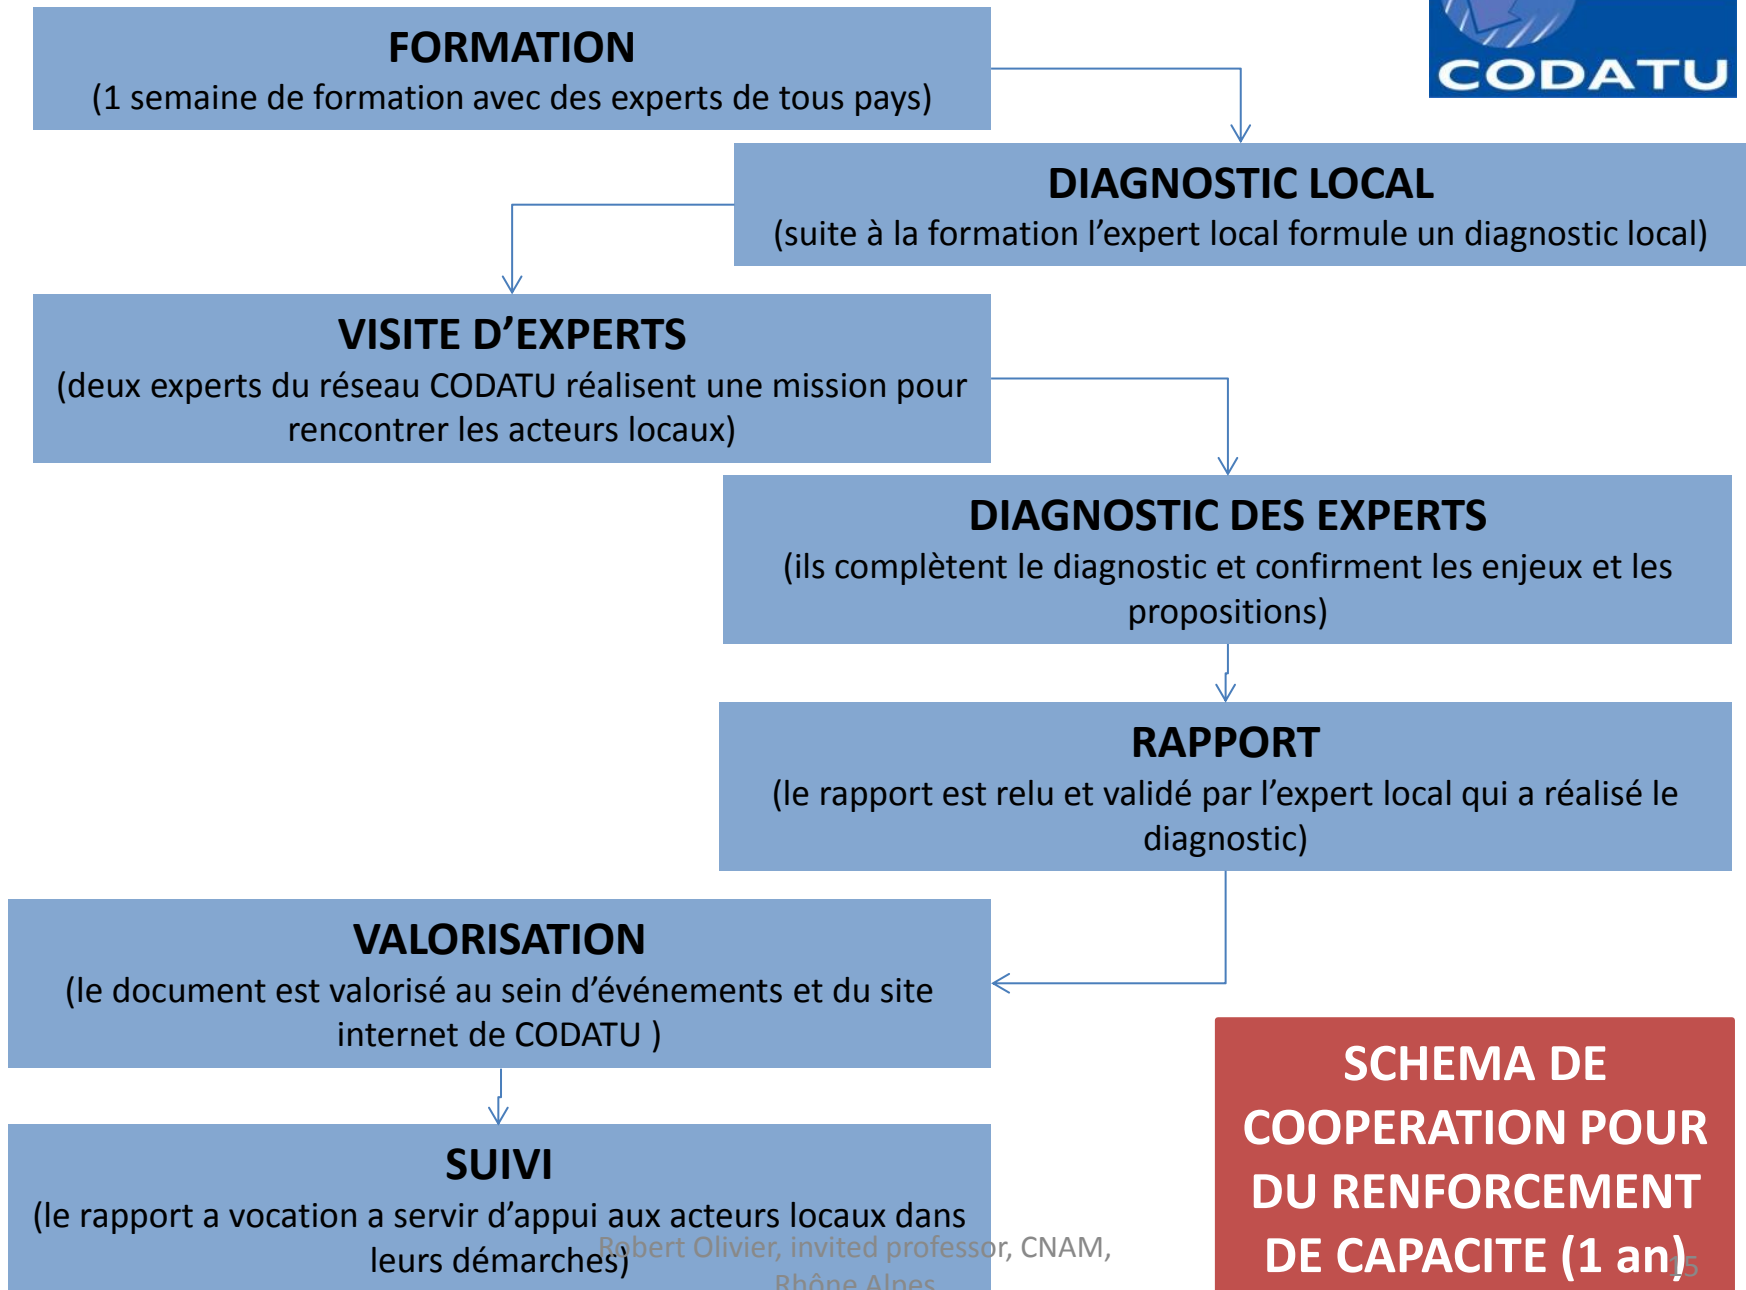 CODATU
FORMATION
(1 semaine de formation avec des experts de tous pays)
DIAGNOSTIC LOCAL
(suite à la formation l’expert local formule un diagnostic local)
VISITE D’EXPERTS
(deux experts du réseau CODATU réalisent une mission pour
rencontrer les acteurs locaux)
DIAGNOSTIC DES EXPERTS
(ils complètent le diagnostic et confirment les enjeux et les
propositions)
RAPPORT
(le rapport est relu et validé par l’expert local qui a réalisé le
diagnostic)
VALORISATION
(le document est valorisé au sein d’événements et du site
internet de CODATU )
SUIVI
(le rapport a vocation a servir d’appui aux acteurs locaux dans
leurs démarches)
SCHEMA DE
COOPERATION POUR
DU RENFORCEMENT
DE CAPACITE (1 an)
Robert Olivier, invited professor, CNAM,
Rhône Alpes
15